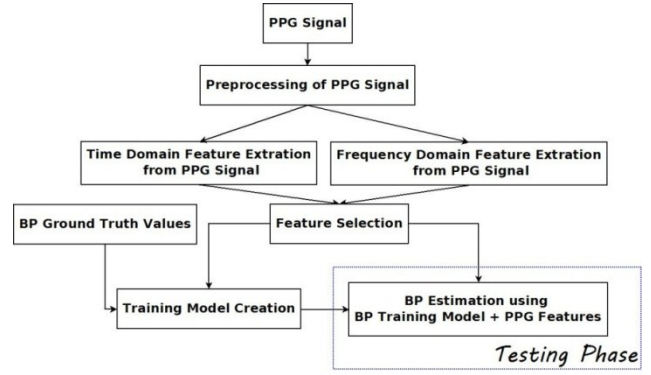 PPG Signal
Preprocessing of PPG Signal
Time Domain Feature Extration
from PPG Signal
Frequency Domain Feature Extration
from PPG Signal
BP Ground Truth Values
Feature Selection
Training Model Creation
BP Estimation using
BP Training Model + PPG Features
Testing Phase